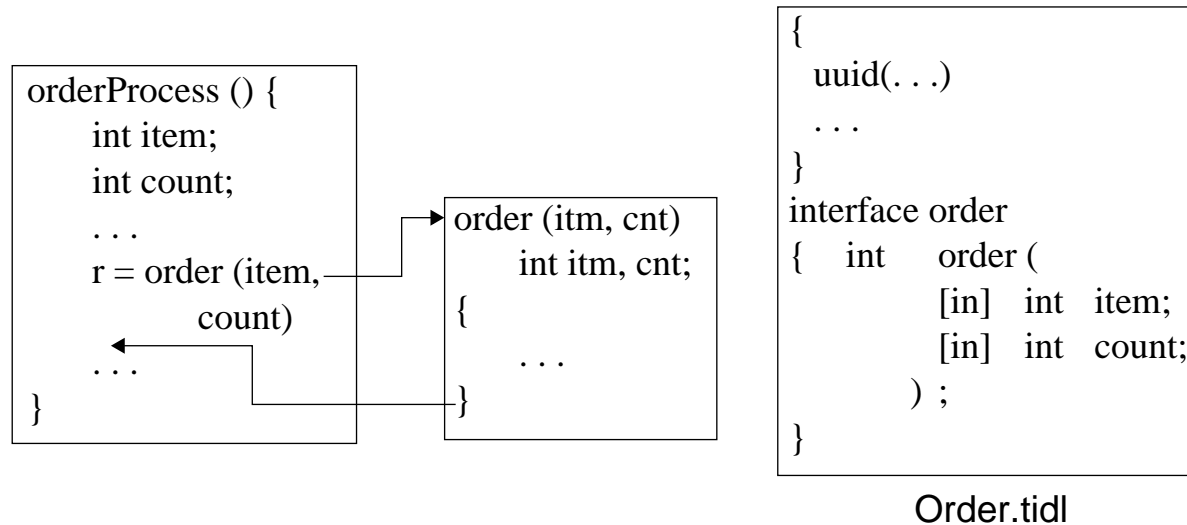 orderProcess () {
int item;
int count;
. . .
r = order (item,
count)
. . .
}
order (itm, cnt)
int itm, cnt;
{
. . .
}
{
uuid(. . .)
. . .
}
interface order
{ int order (
[in] int item;
[in] int count;
) ;
}
Order.tidl